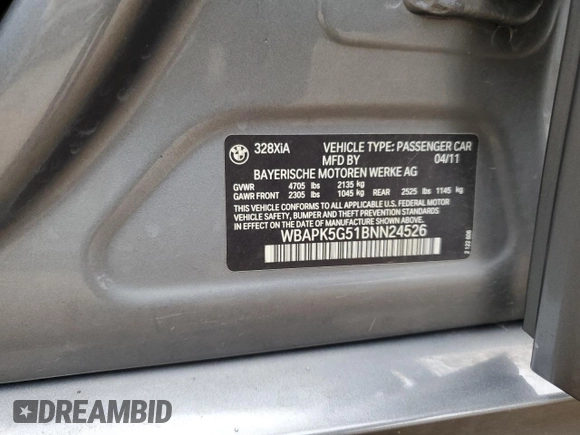 328XiA VEHICLE TYPE: PASSENGER CAR
MFD BY 04/11
BAYERISCHE MOTOREN WERKE AG
GVWR 4705 lbs 2135 kg
GAWR FRONT 2305 lbs 1045 kg REAR 2525 lbs 1145 kg
THIS VEHICLE CONFORMS TO ALL APPLICABLE U.S. FEDERAL MOTOR
VEHICLE SAFETY, BUMPER, AND THEFT PREVENTION STANDARDS
IN EFFECT ON THE DATE OF MANUFACTURE SHOWN ABOVE.
WBAPK5G51BNN24526
DREAMBID